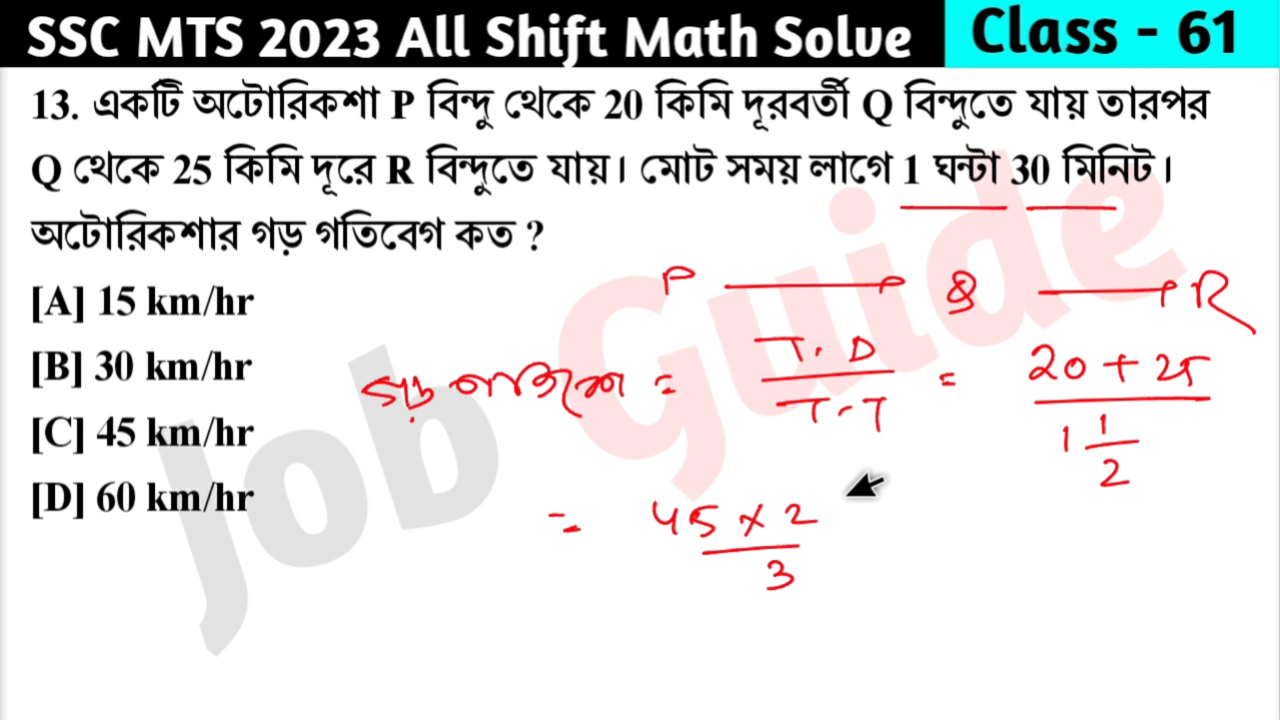 SSC MTS 2023 All Shift Math Solve
Class - 61
13. একটি অটোরিকশা P বিন্দু থেকে 20 কিমি দূরবর্তী Q বিন্দুতে যায় তারপর
Q থেকে 25 কিমি দূরে R বিন্দুতে যায়। মোট সময় লাগে 1 ঘন্টা 30 মিনিট।
অটোরিকশার গড় গতিবেগ কত ?
[A] 15 km/hr
[B] 30 km/hr
[C] 45 km/hr
[D] 60 km/hr
P Q R
গড় গতিবেগ = T.D / T.T = 20 + 25 / 1 1/2
= 45 × 2 / 3
Job Guide